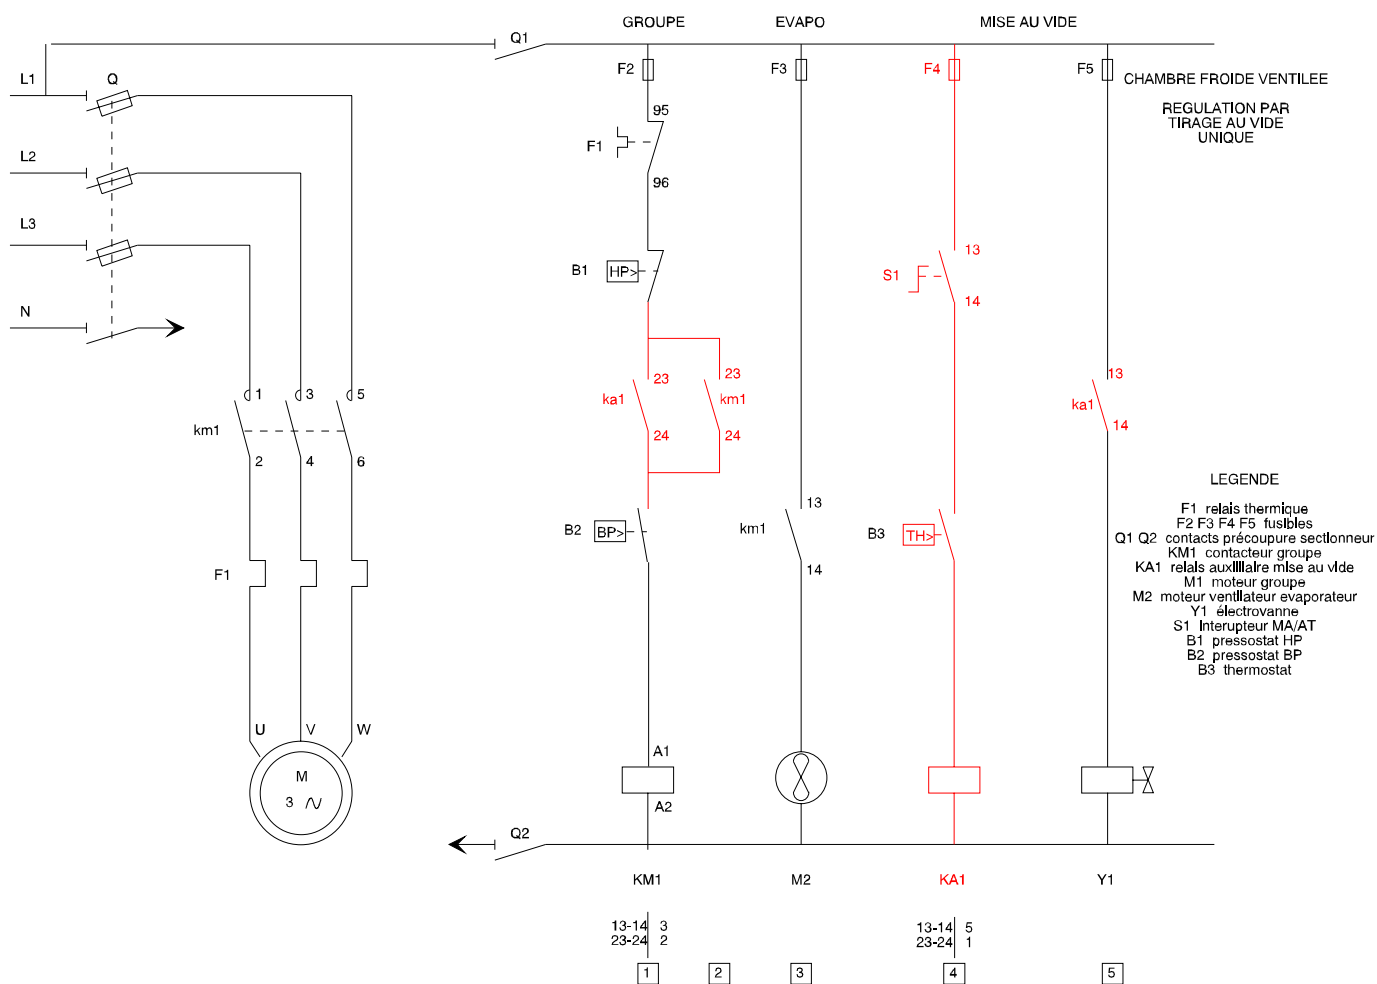 GROUPE EVAPO MISE AU VIDE
Q1
F2 F3 F4 F5
L1 Q
CHAMBRE FROIDE VENTILEE
REGULATION PAR
TIRAGE AU VIDE
UNIQUE
95
F1
L2
96
L3
B1 HP>
13
S1
14
N
1 3 5
23 23
13
ka1 km1
ka1
km1
24 24
14
2 4 6
LEGENDE
F1 relais thermique
F2 F3 F4 F5 fusibles
Q1 Q2 contacts précoupure sectionneur
KM1 contacteur groupe
KA1 relais auxilliaire mise au vide
M1 moteur groupe
M2 moteur ventilateur evaporateur
Y1 électrovanne
S1 Interupteur MA/AT
B1 pressostat HP
B2 pressostat BP
B3 thermostat
13
B2 BP>
km1
B3 TH>
14
F1
U V W
A1
M
3
A2
Q2
KM1 M2 KA1 Y1
13-14 3
23-24 2
13-14 5
23-24 1
1 2 3 4 5